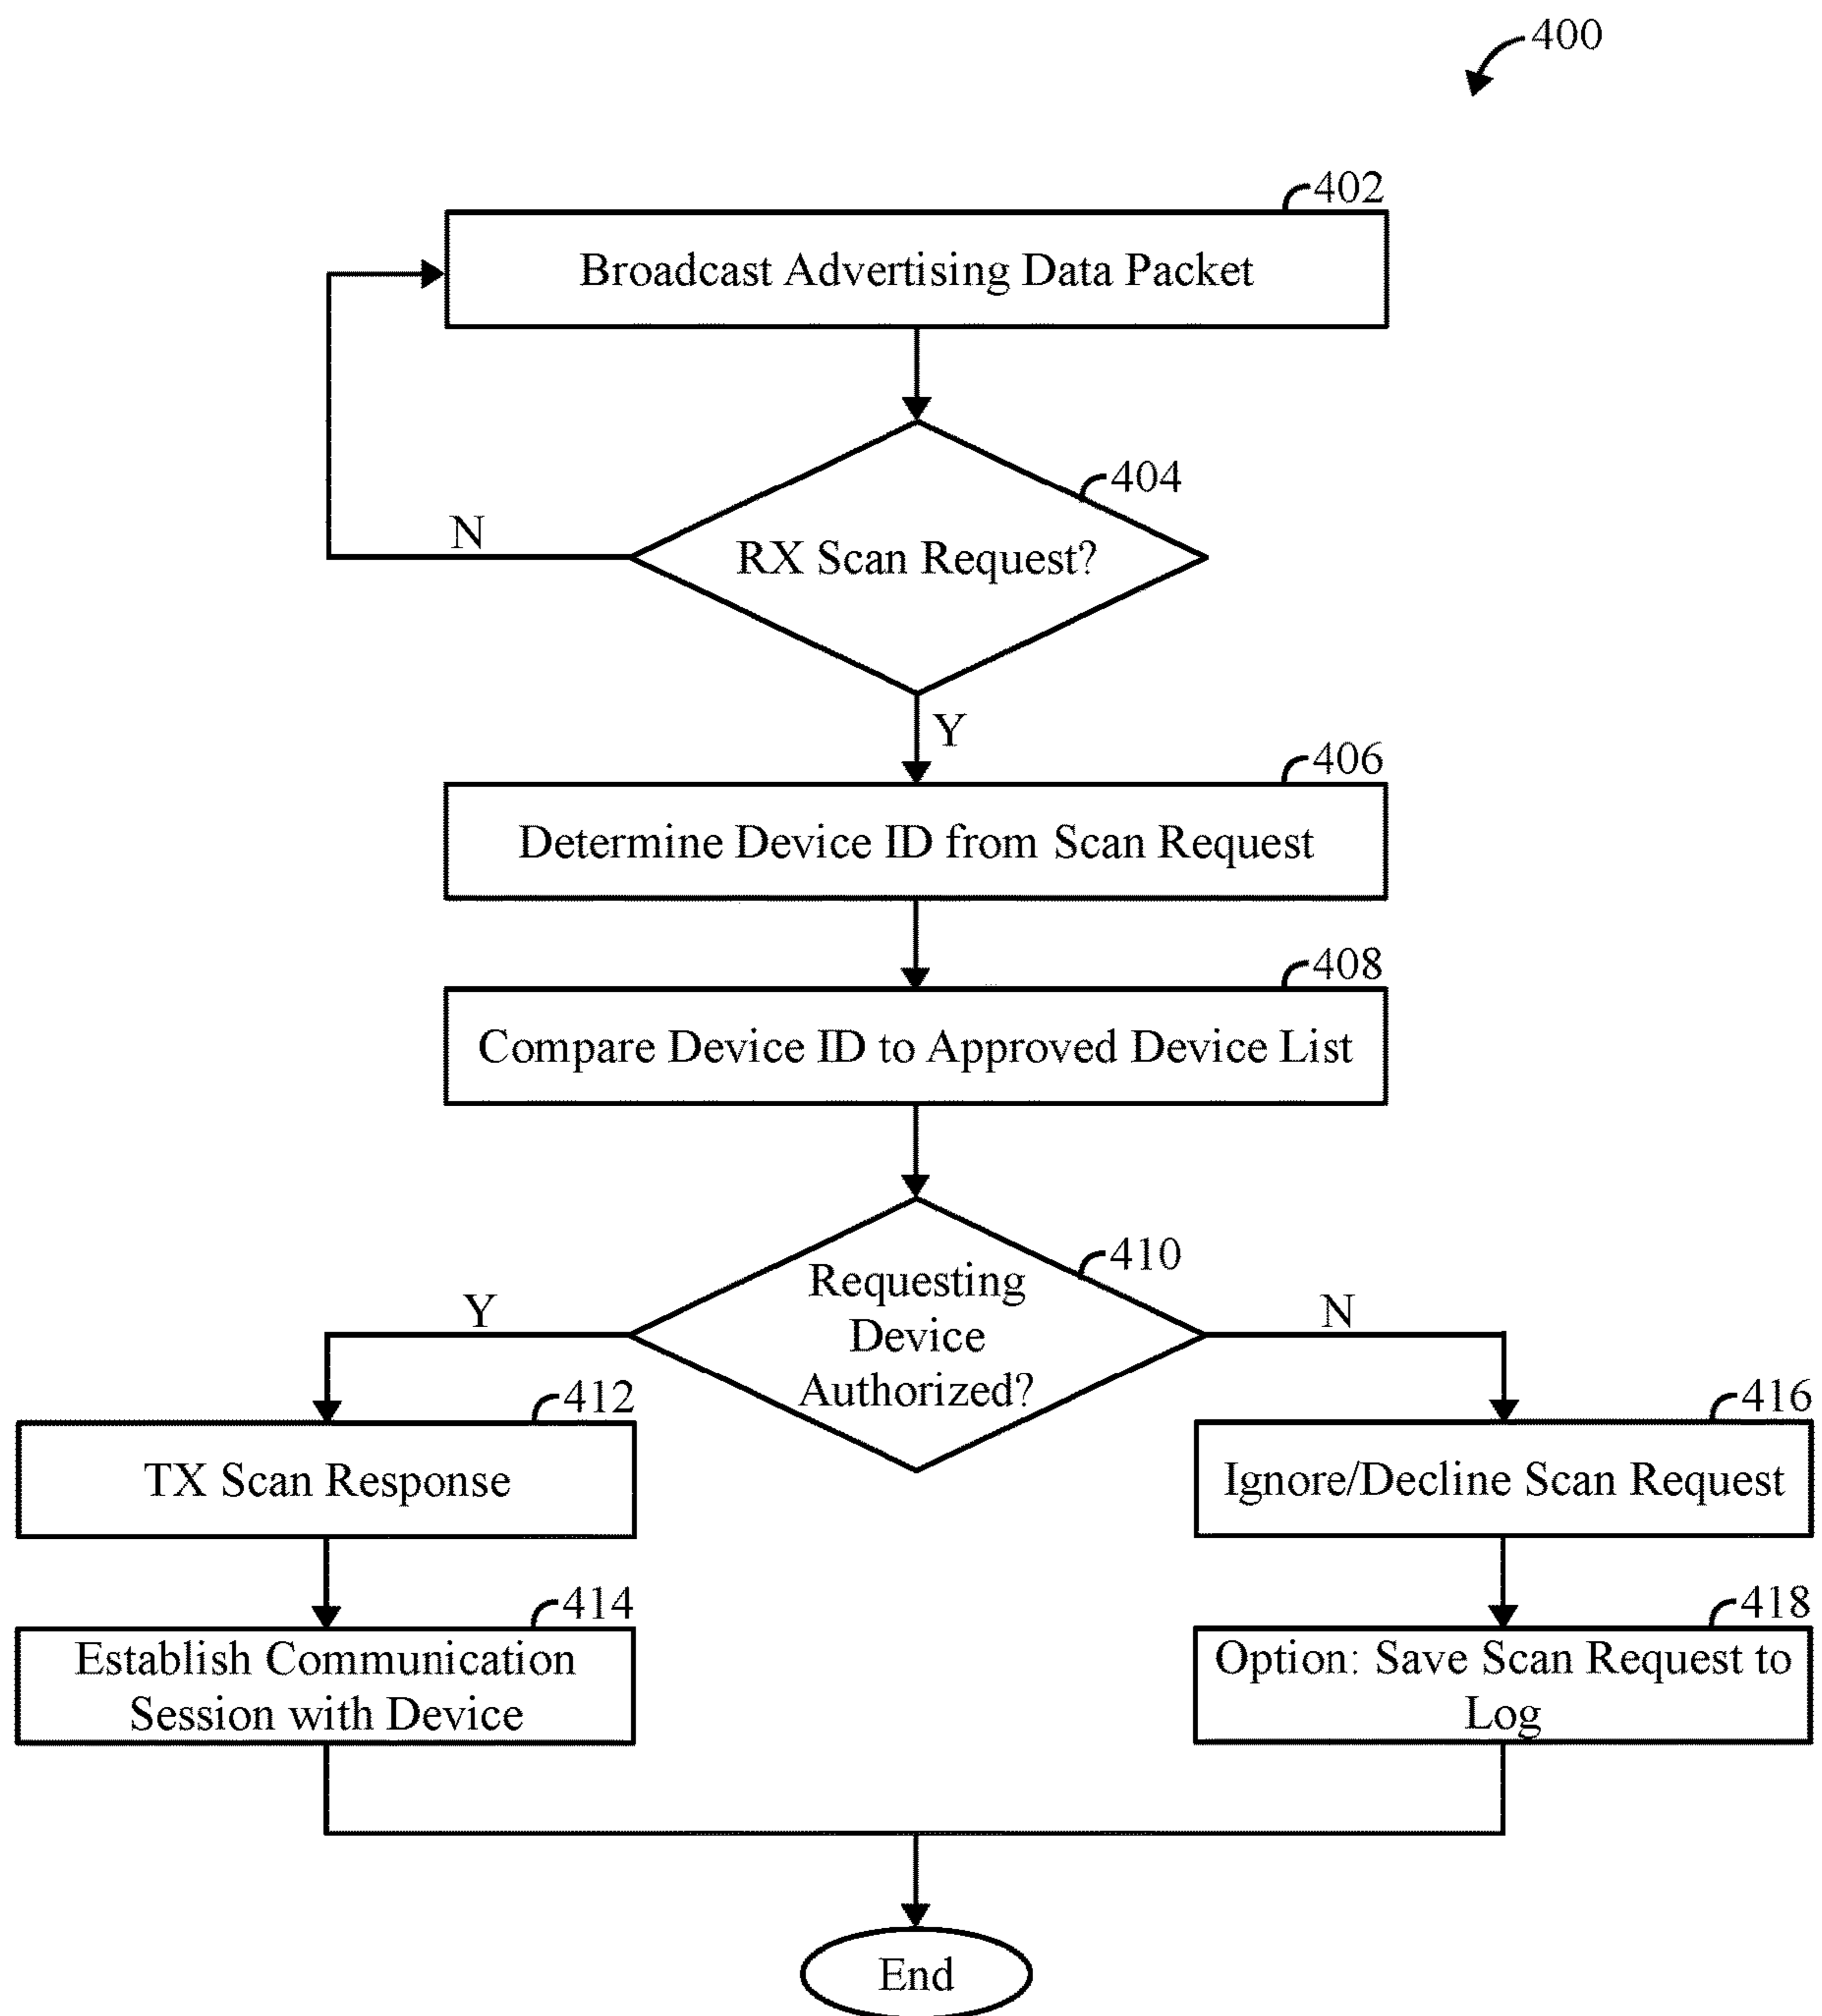 400
402
Broadcast Advertising Data Packet
404
N
RX Scan Request?
Y
406
Determine Device ID from Scan Request
408
Compare Device ID to Approved Device List
410
Requesting
Device
Authorized?
Y
N
412
TX Scan Response
416
Ignore/Decline Scan Request
414
Establish Communication
Session with Device
418
Option: Save Scan Request to
Log
End